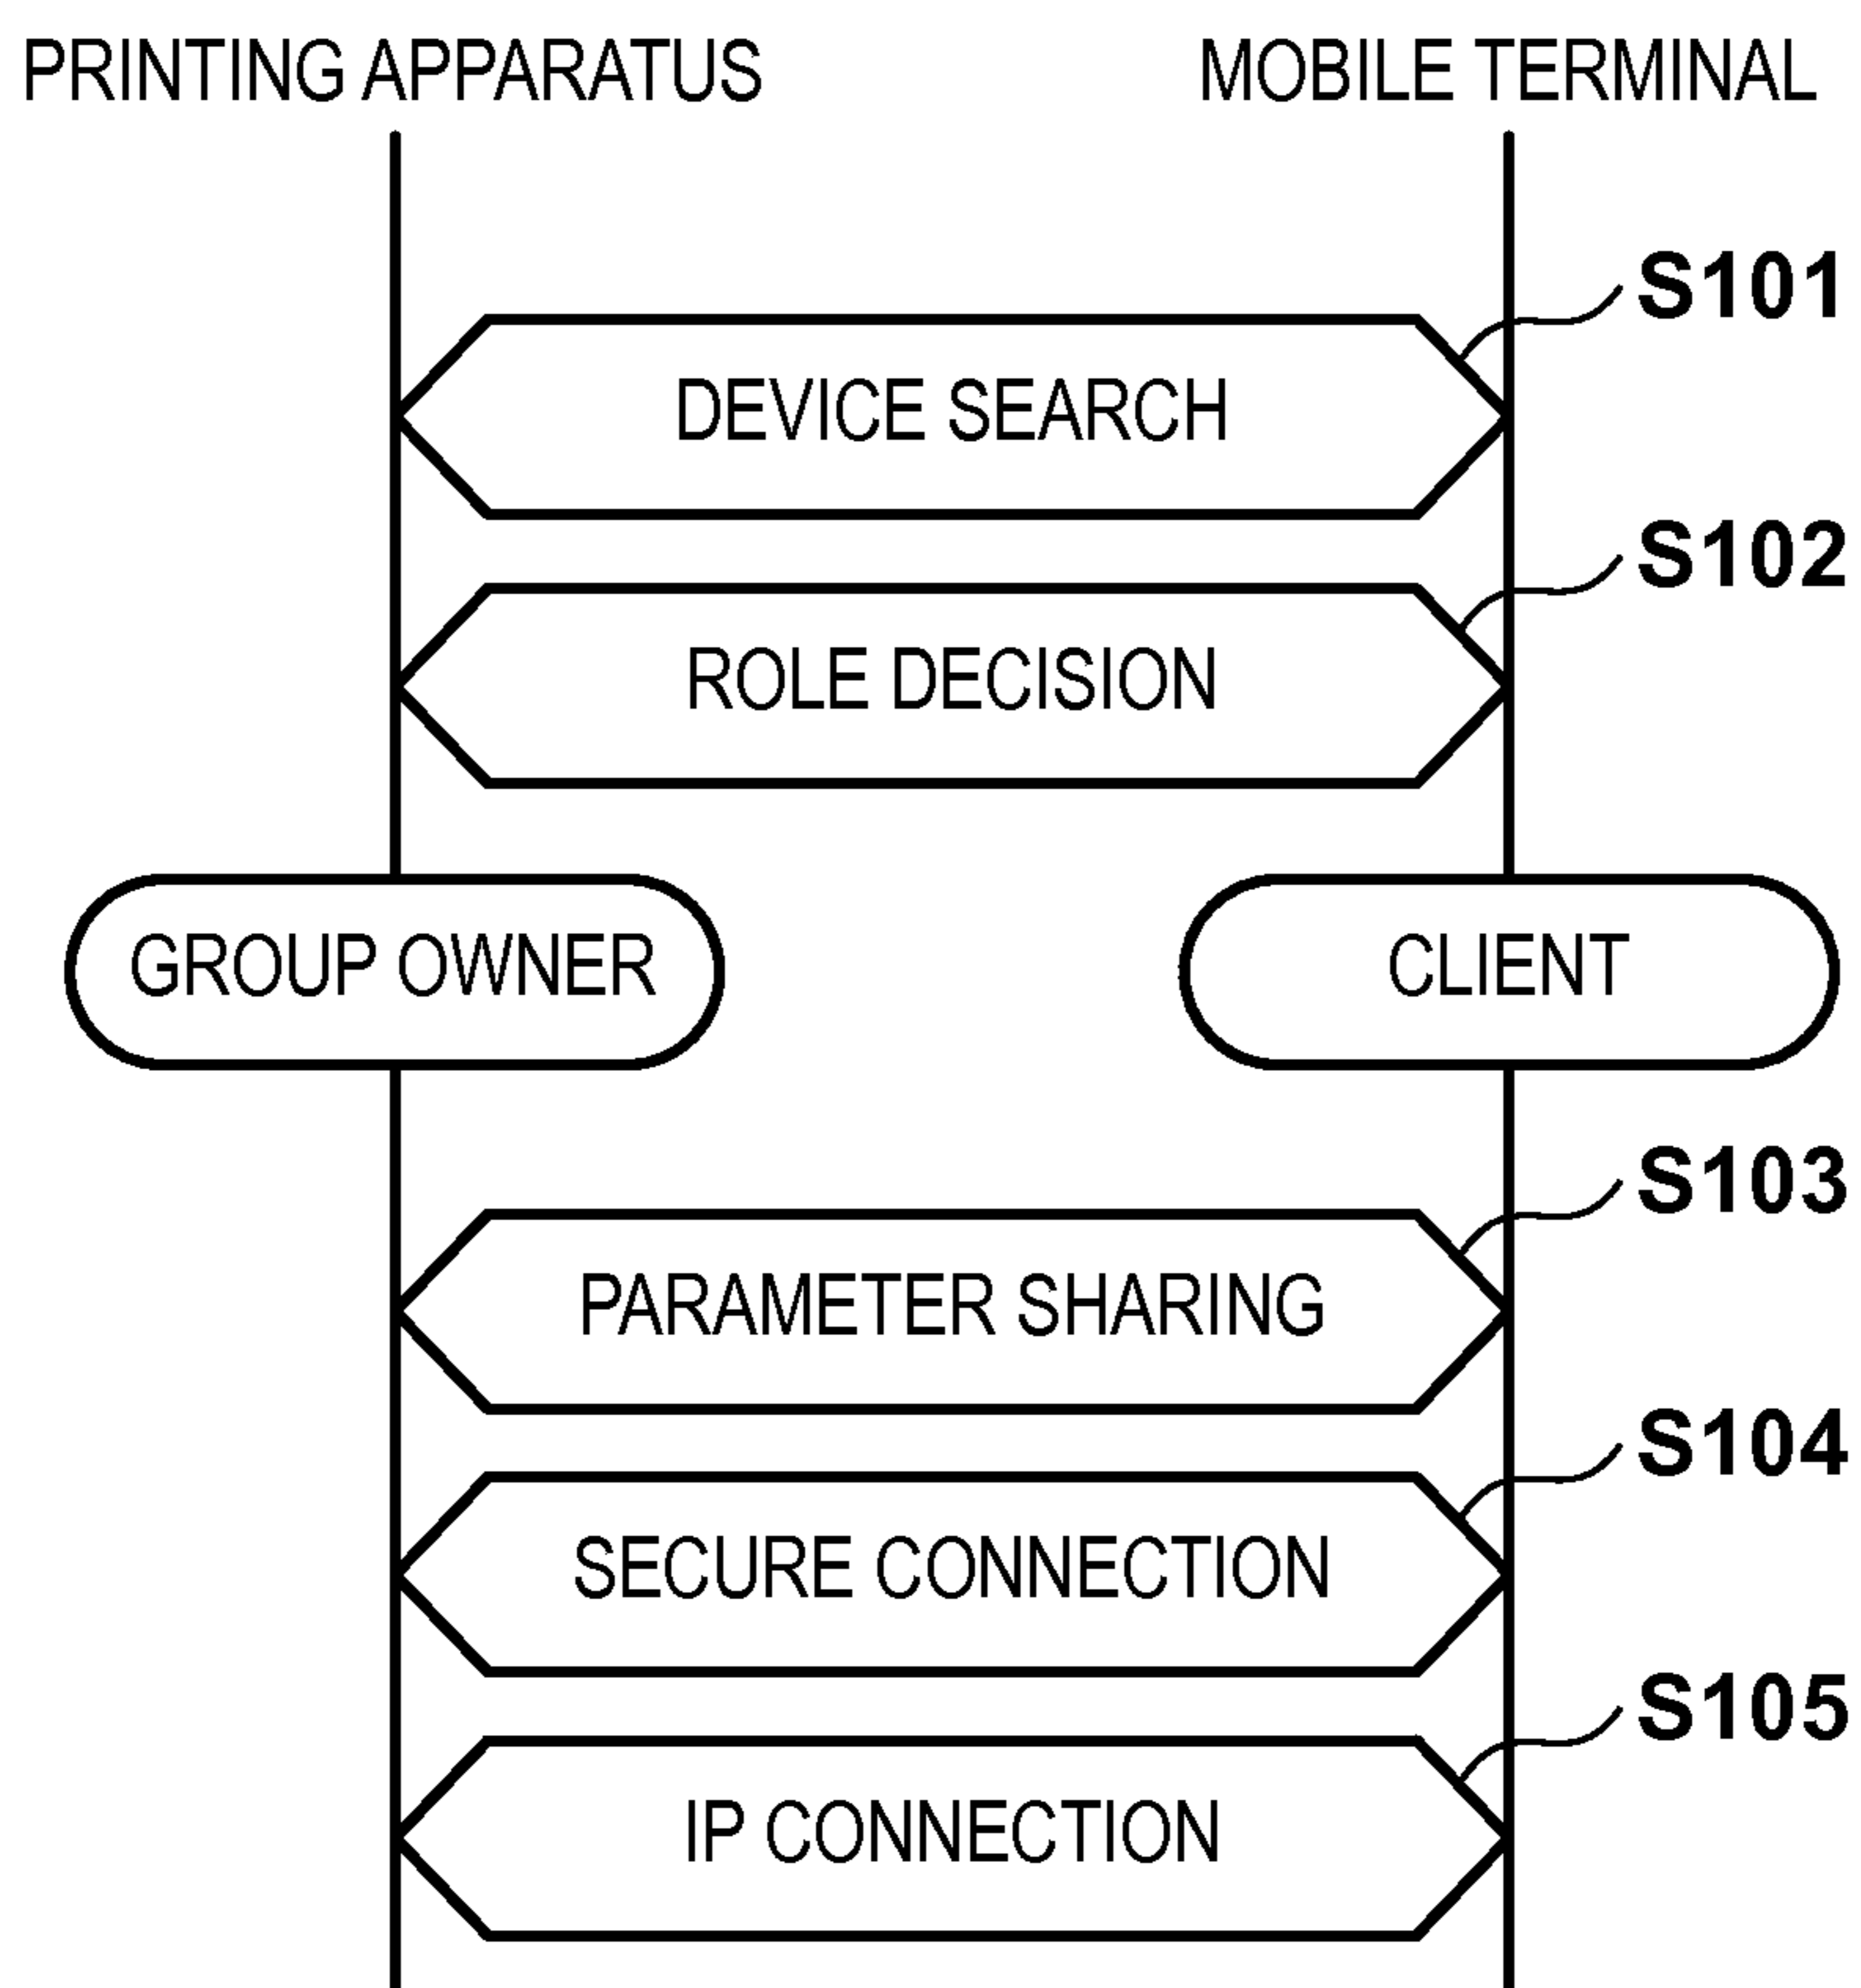 PRINTING APPARATUS
MOBILE TERMINAL
S101
DEVICE SEARCH
S102
ROLE DECISION
GROUP OWNER
CLIENT
S103
PARAMETER SHARING
S104
SECURE CONNECTION
S105
IP CONNECTION